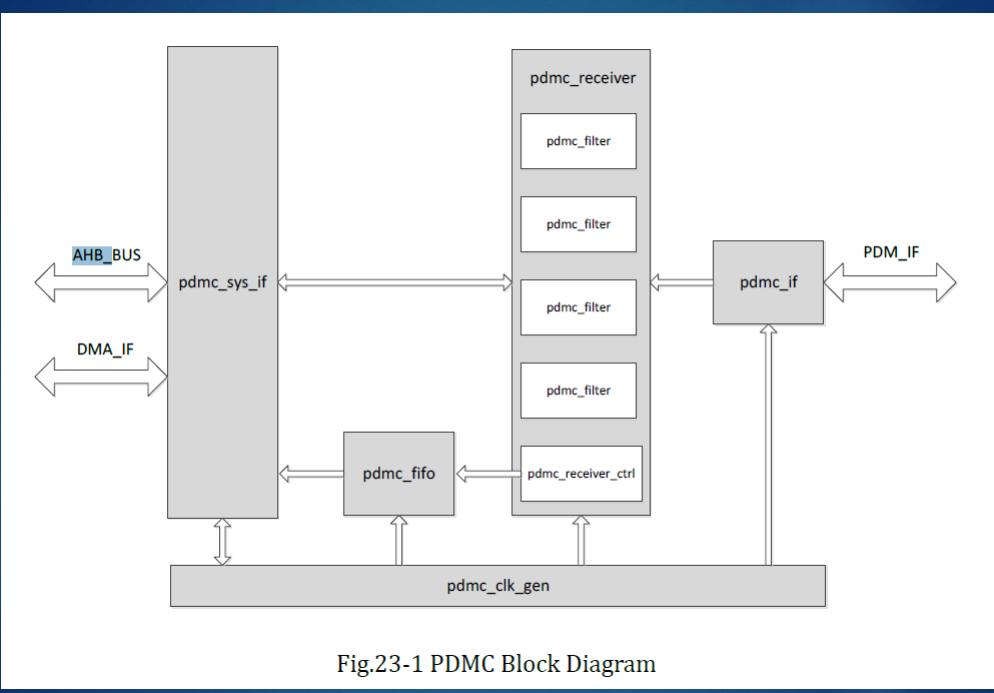 pdmc_receiver
pdmc_filter
pdmc_filter
AHB_BUS
pdmc_sys_if
pdmc_if
PDM_IF
pdmc_filter
DMA_IF
pdmc_filter
pdmc_fifo
pdmc_receiver_ctrl
pdmc_clk_gen
Fig.23-1 PDMC Block Diagram